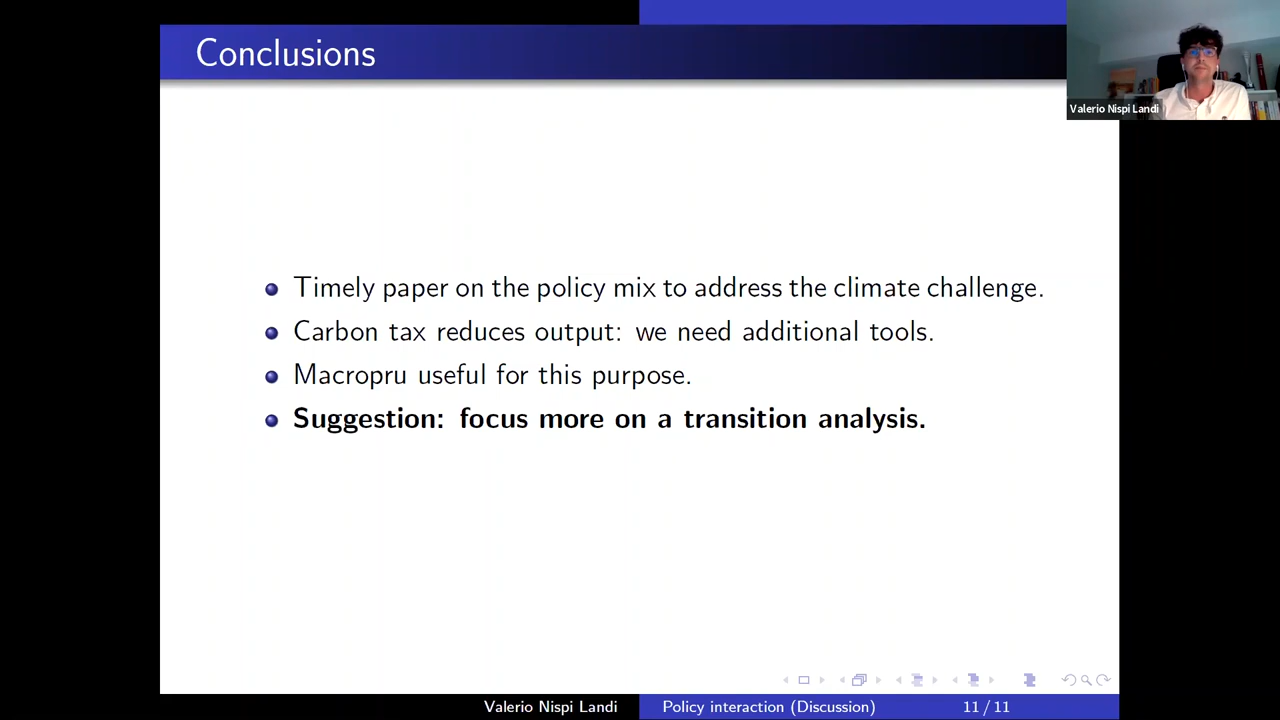 Conclusions
Valerio Nispi Landi
Timely paper on the policy mix to address the climate challenge.
Carbon tax reduces output: we need additional tools.
Macropru useful for this purpose.
Suggestion: focus more on a transition analysis.
Valerio Nispi Landi
Policy interaction (Discussion)
11 / 11